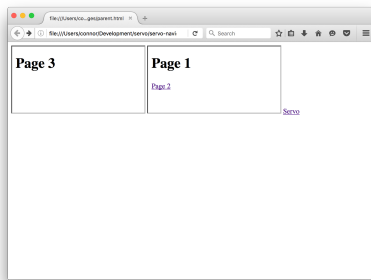 file:///Users/co...ges/parent.html
file:///Users/connor/Development/servo/servo-navi
Search
Page 3
Page 1
Page 2
Servo